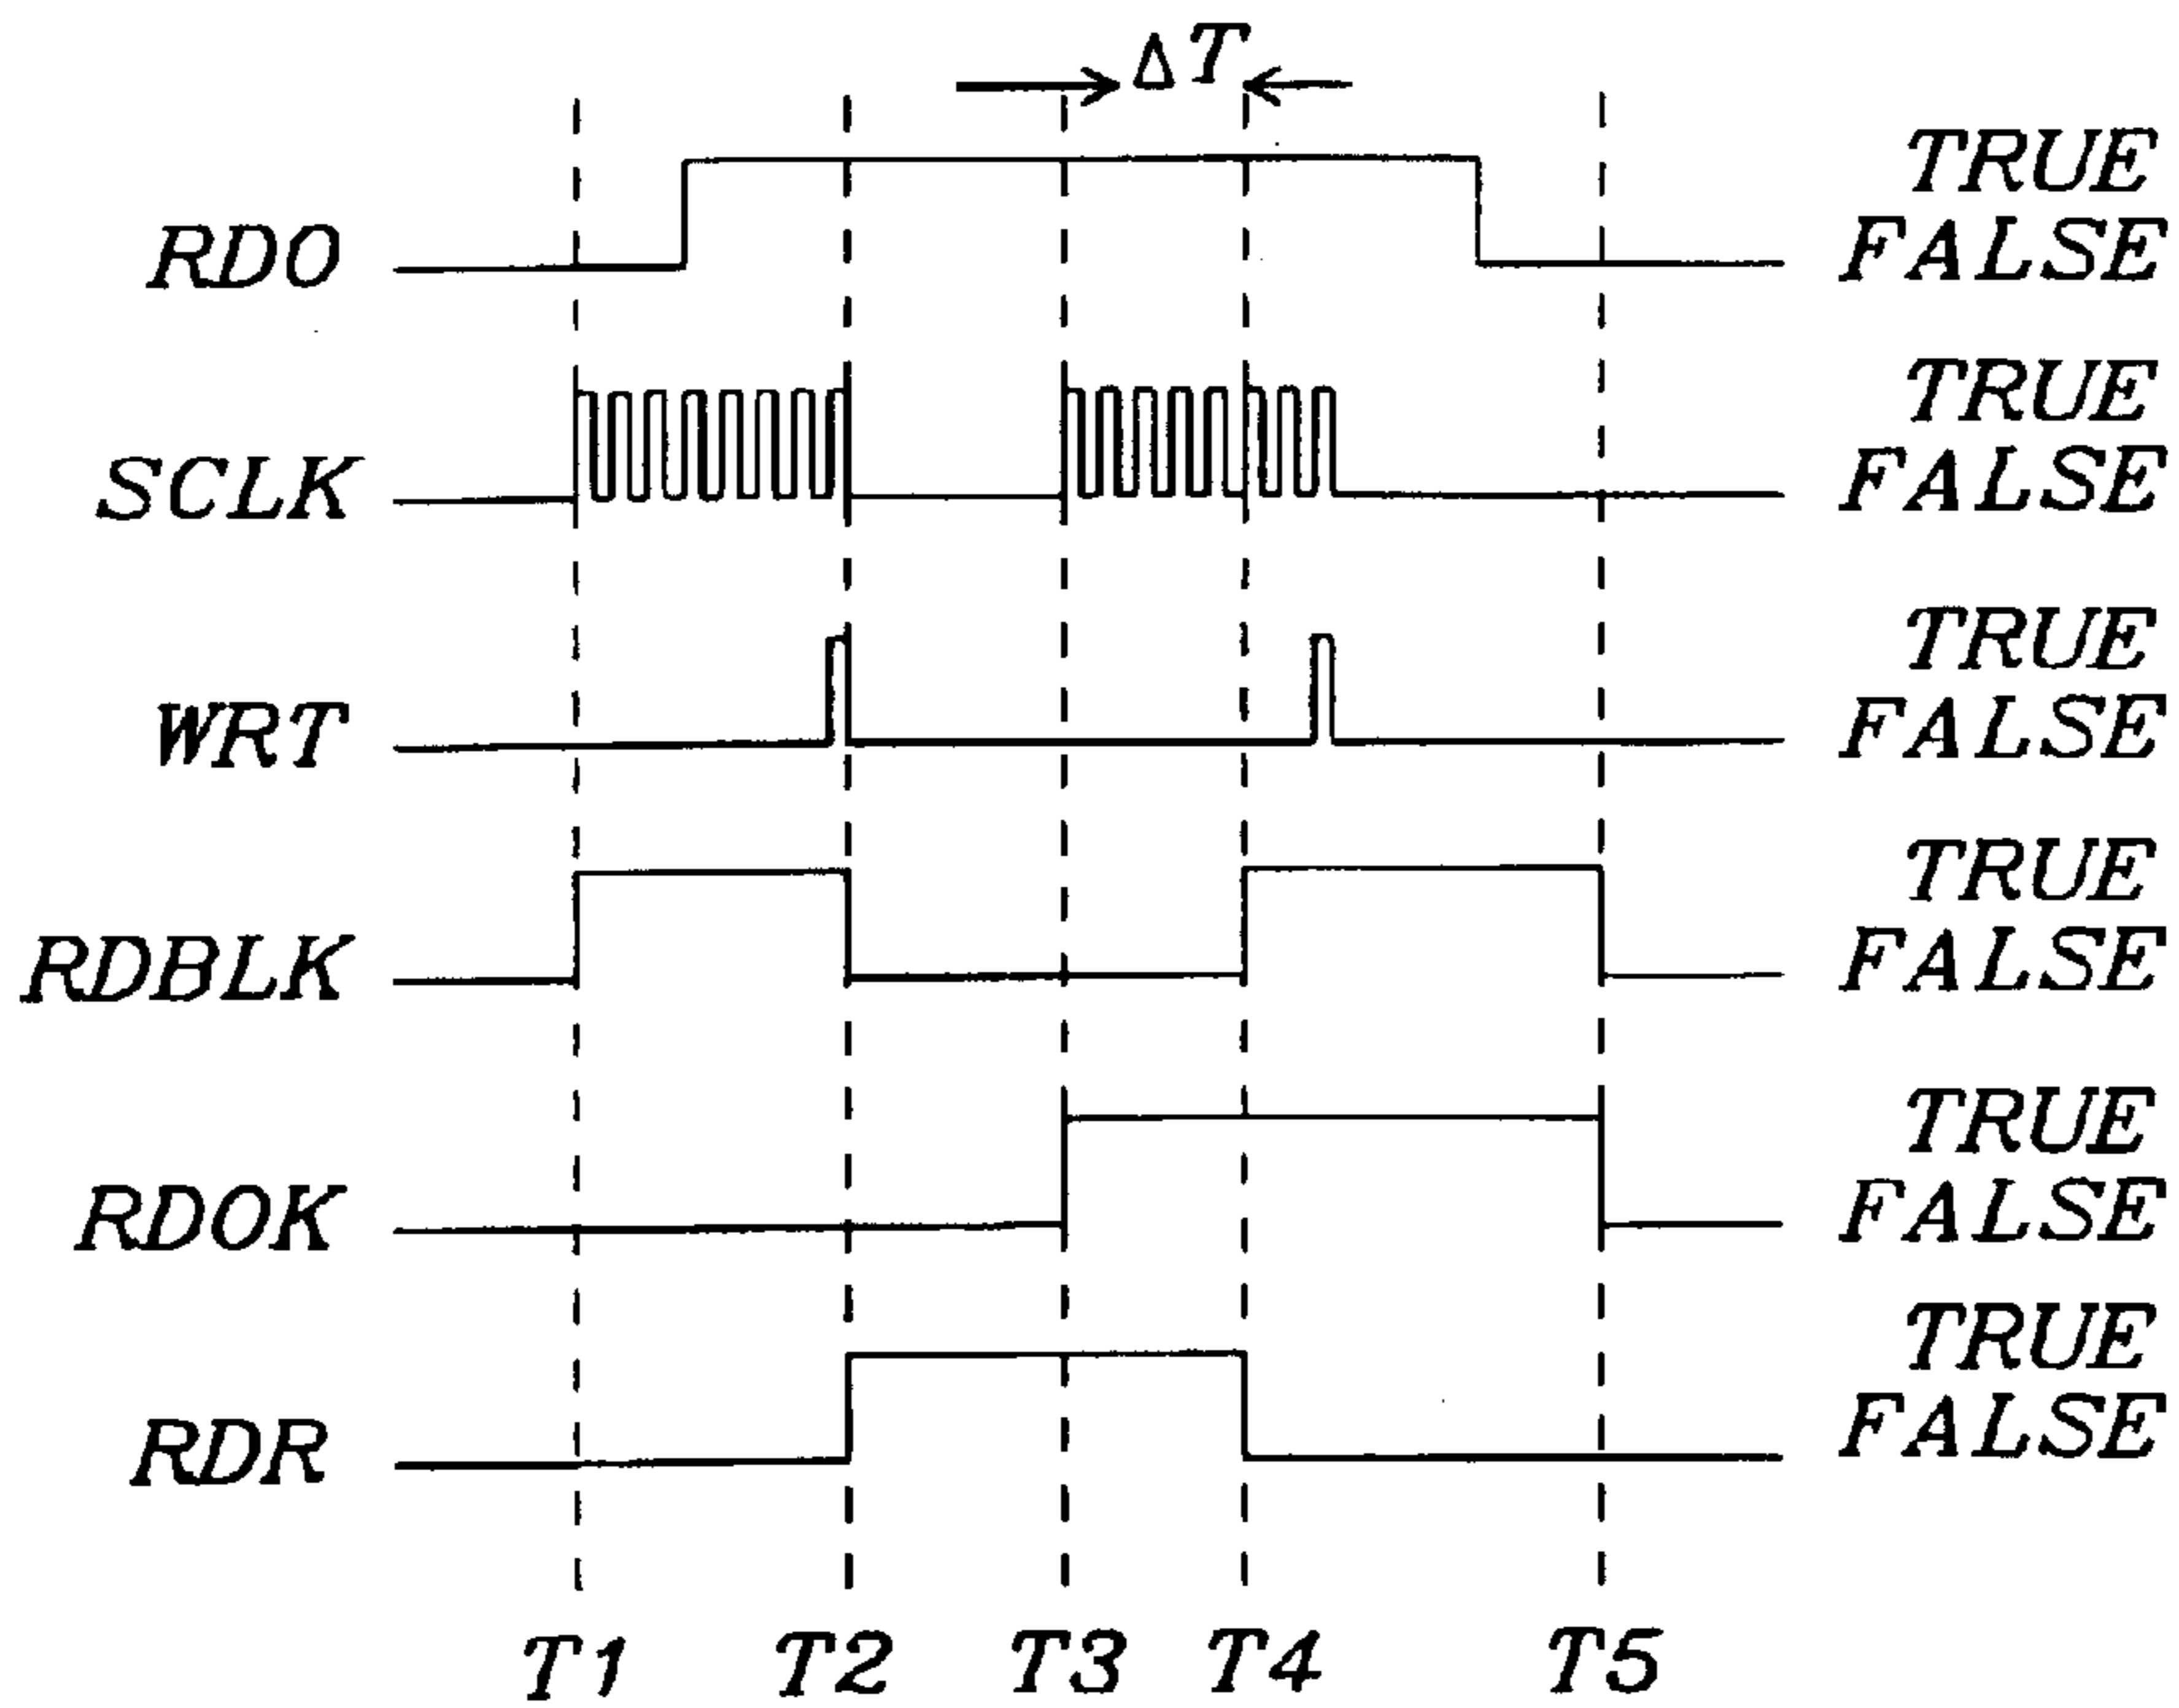 ΔT
TRUE
RDO FALSE
TRUE
SCLK FALSE
TRUE
WRT FALSE
TRUE
RDBLK FALSE
TRUE
RDOK FALSE
TRUE
RDR FALSE
T1 T2 T3 T4 T5